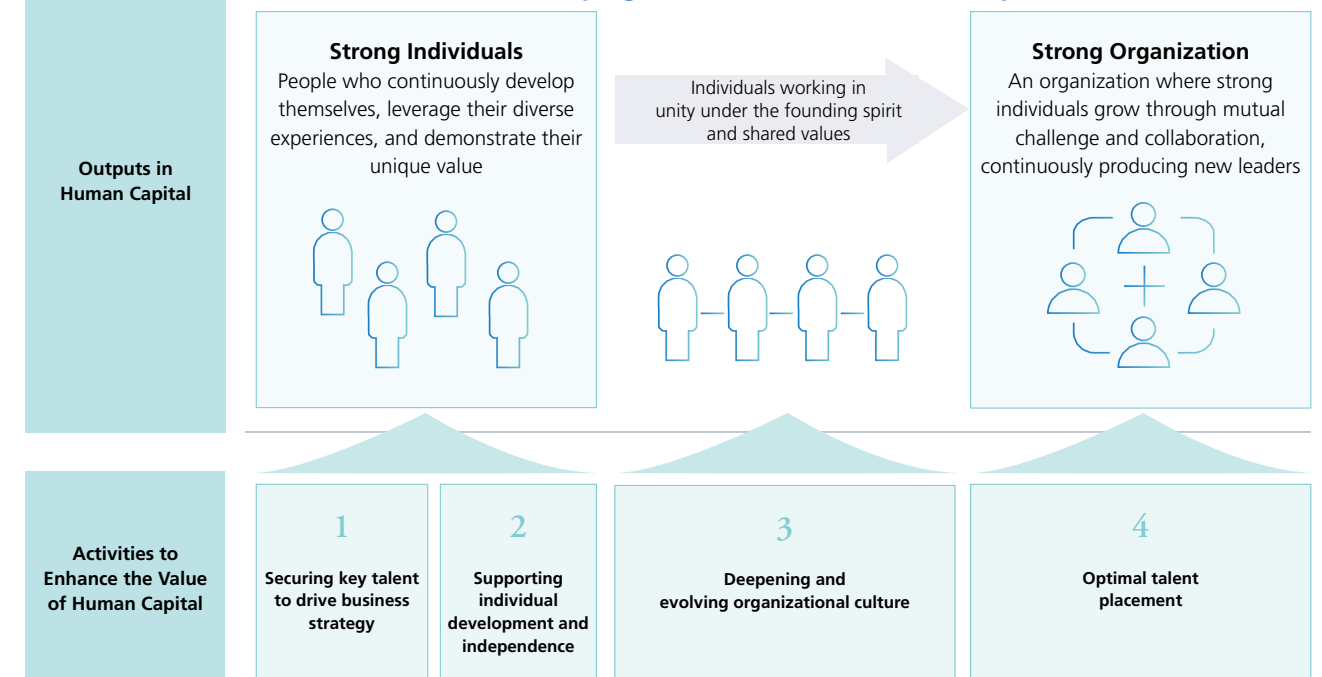 Outputs in
Human Capital
Strong Individuals
People who continuously develop
themselves, leverage their diverse
experiences, and demonstrate their
unique value
Individuals working in
unity under the founding spirit
and shared values
Strong Organization
An organization where strong
individuals grow through mutual
challenge and collaboration,
continuously producing new leaders
Activities to
Enhance the Value
of Human Capital
1
Securing key talent
to drive business
strategy
2
Supporting
individual
development and
independence
3
Deepening and
evolving organizational culture
4
Optimal talent
placement